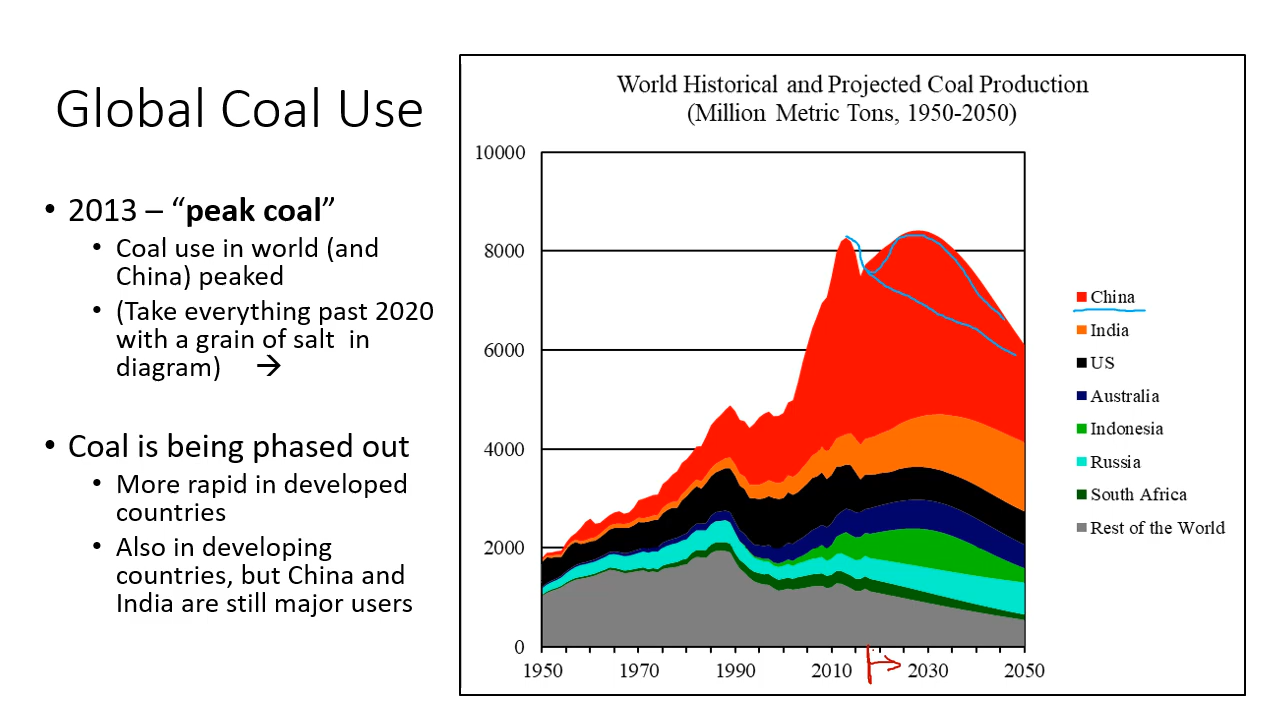 Global Coal Use
• 2013 – “peak coal”
• Coal use in world (and
China) peaked
• (Take everything past 2020
with a grain of salt in
diagram) →
• Coal is being phased out
• More rapid in developed
countries
• Also in developing
countries, but China and
India are still major users
World Historical and Projected Coal Production
(Million Metric Tons, 1950-2050)
10000
8000
6000
4000
2000
0
1950 1970 1990 2010 2030 2050
China
India
US
Australia
Indonesia
Russia
South Africa
Rest of the World